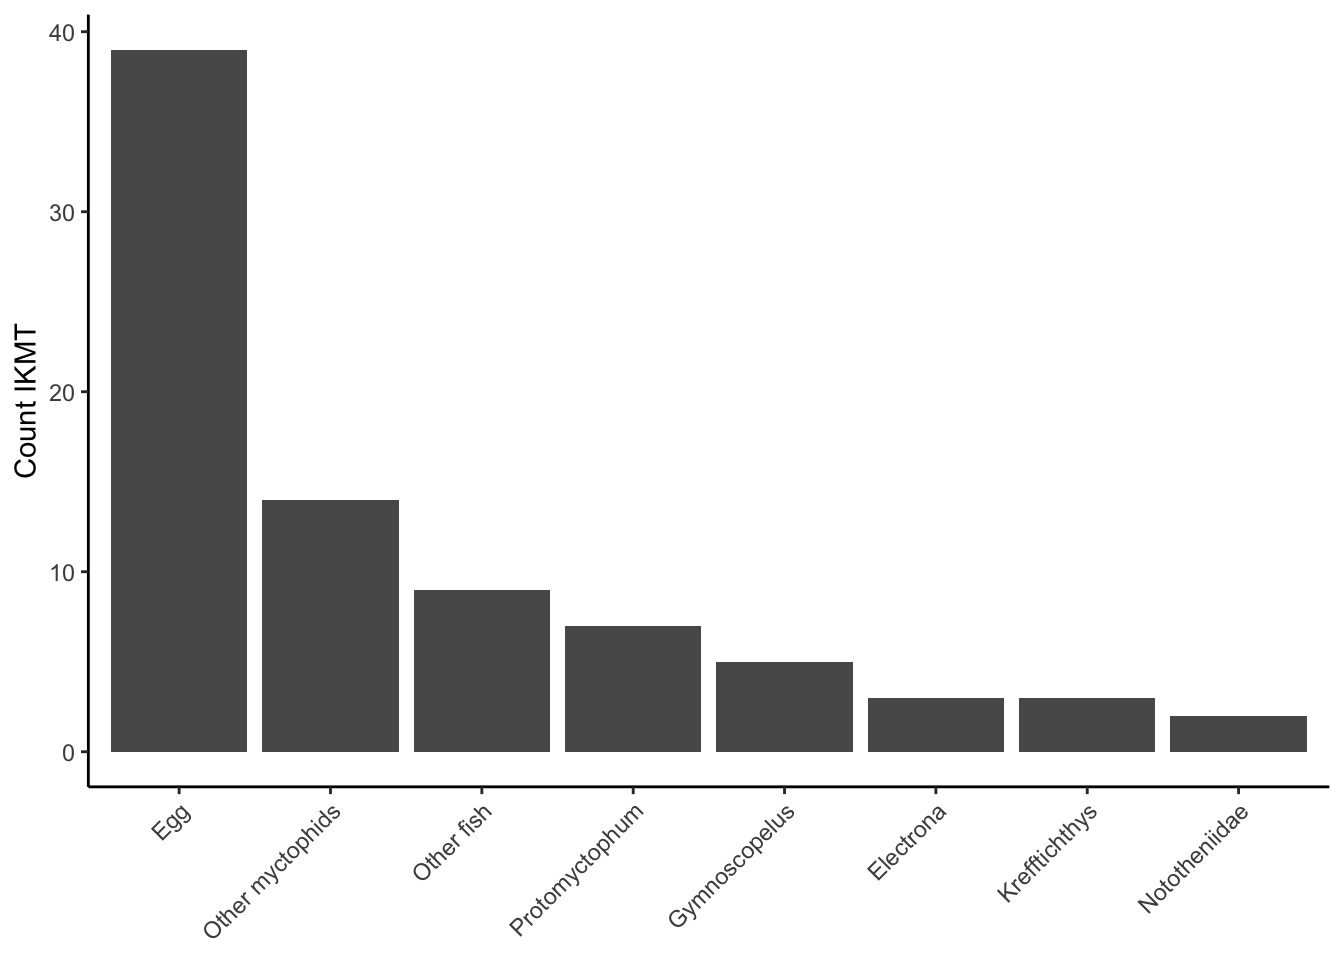 Count IKMT
40
30
20
10
0
Egg
Other myctophids
Other fish
Protomyctophum
Gymnoscopelus
Electrona
Krefftichthys
Nototheniidae